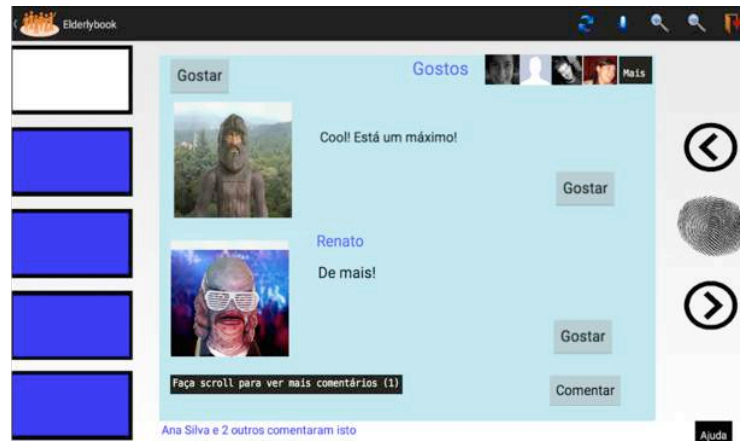 Elderlybook
Gostar
Gostos
Mais
Cool! Está um máximo!
Gostar
Renato
De mais!
Gostar
Faça scroll para ver mais comentários (1)
Comentar
Ana Silva e 2 outros comentaram isto
Ajuda